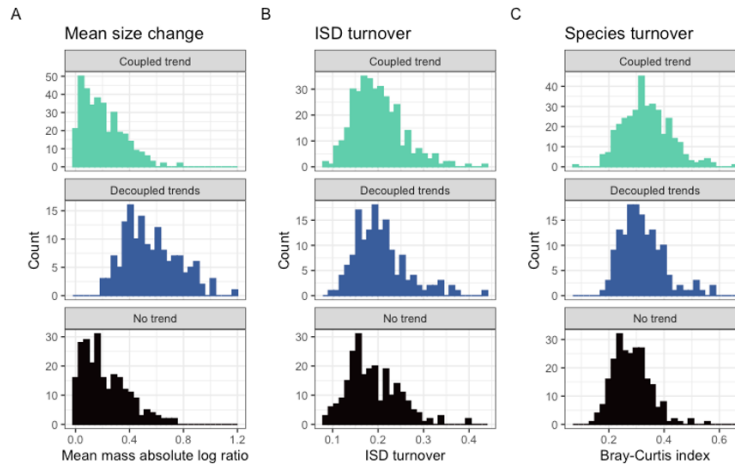 A
Mean size change
Coupled trend
50
40
30
20
10
0
Decoupled trends
Count
15
10
5
0
No trend
30
20
10
0
0.0 0.4 0.8 1.2
Mean mass absolute log ratio
B
ISD turnover
Coupled trend
30
20
10
0
Decoupled trends
Count
15
10
5
0
No trend
30
20
10
0
0.1 0.2 0.3 0.4
ISD turnover
C
Species turnover
Coupled trend
40
30
20
10
0
Decoupled trends
Count
15
10
5
0
No trend
30
20
10
0
0.2 0.4 0.6
Bray-Curtis index